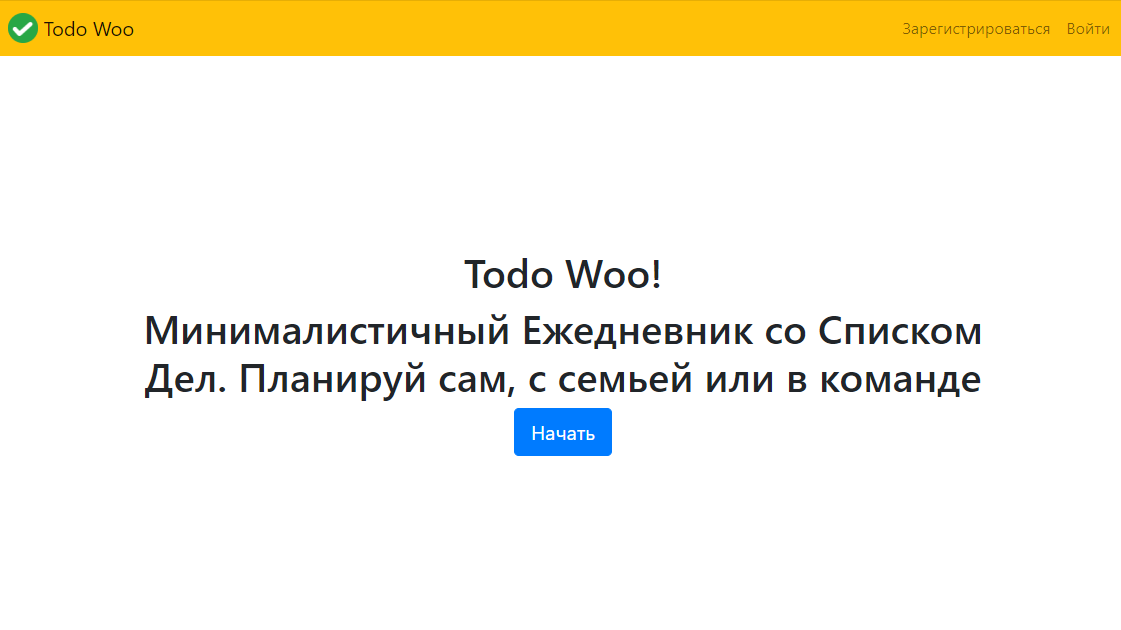 Todo Woo
Зарегистрироваться
Войти
Todo Woo!
Минималистичный Ежедневник со Списком
Дел. Планируй сам, с семьей или в команде
Начать